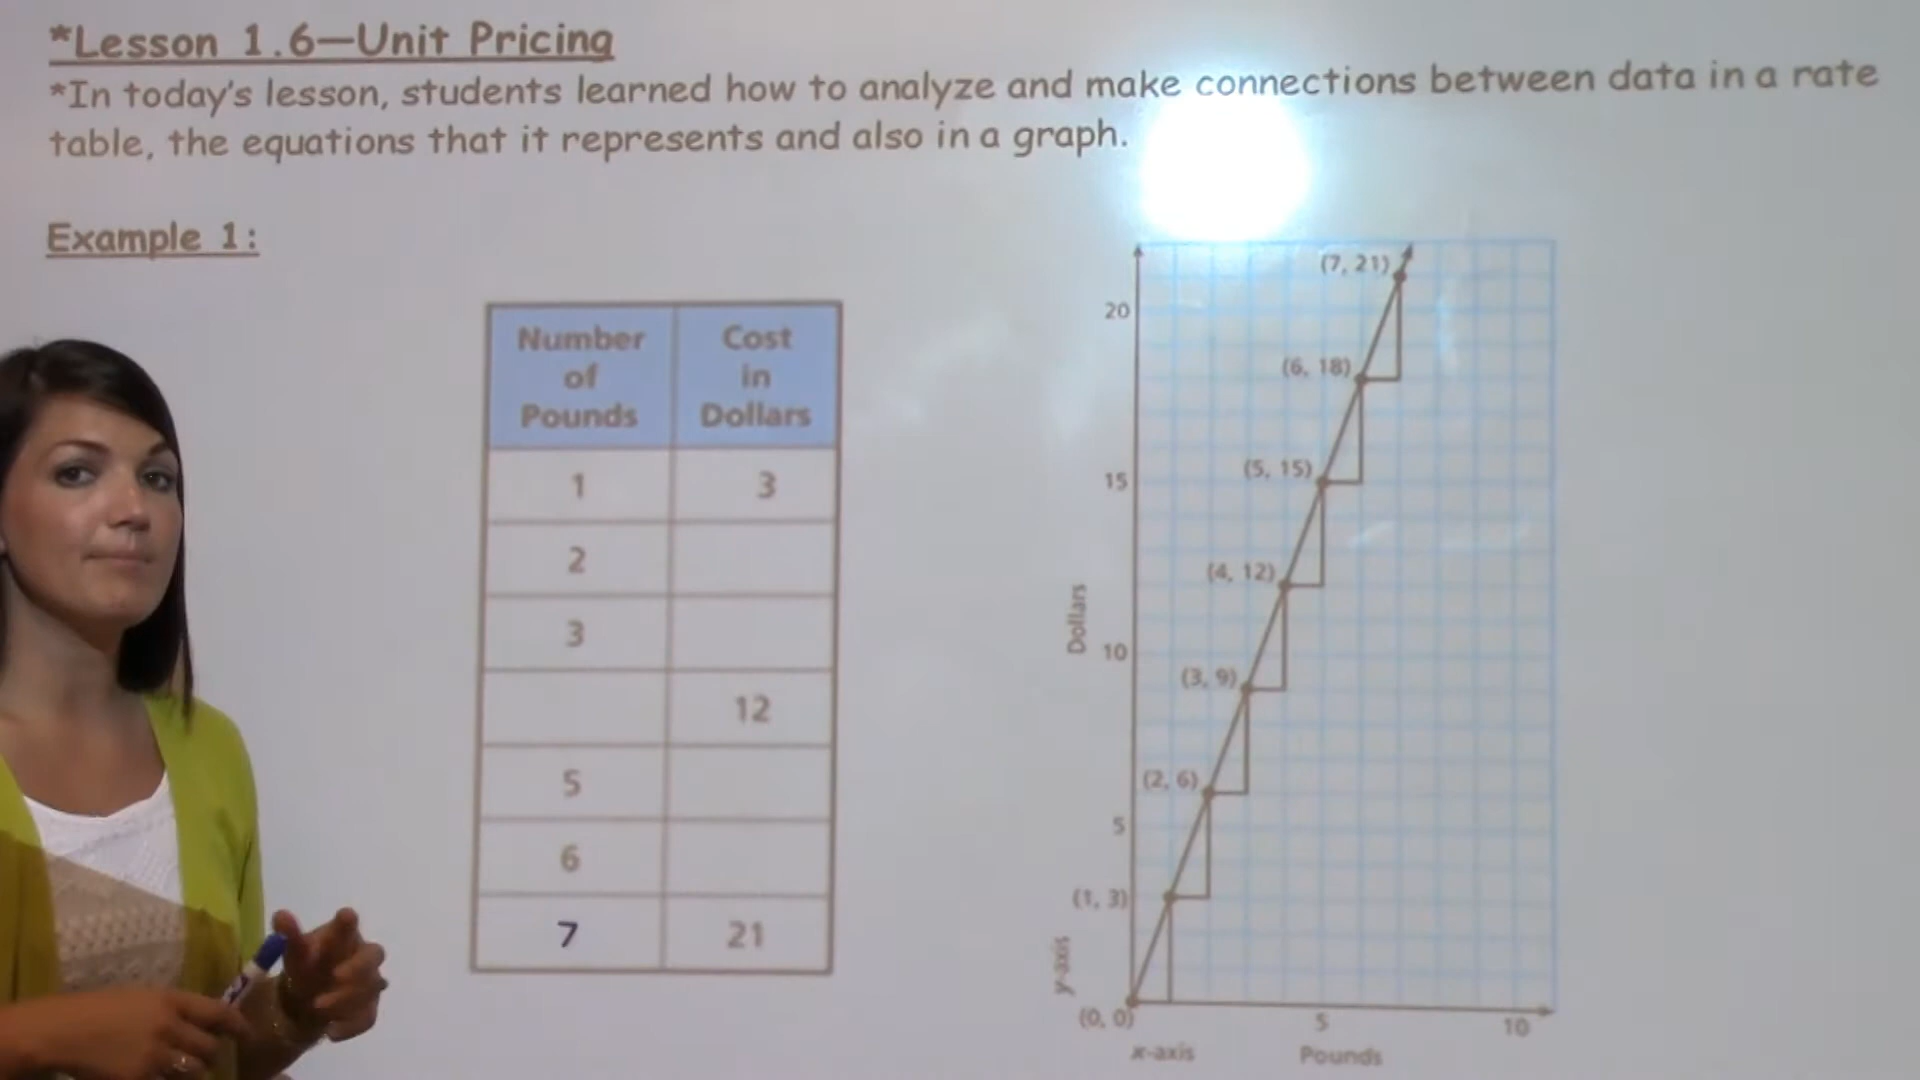 *Lesson 1.6—Unit Pricing
*In today's lesson, students learned how to analyze and make connections between data in a rate
table, the equations that it represents and also in a graph.
Example 1:
Number of Pounds
Cost in Dollars
1 3
2
3
12
5
6
7 21
(7, 21)
20
(6, 18)
(5, 15)
15
(4, 12)
Dollars
10
(3, 9)
(2, 6)
5
(1, 3)
y-axis
(0, 0)
5
10
x-axis
Pounds